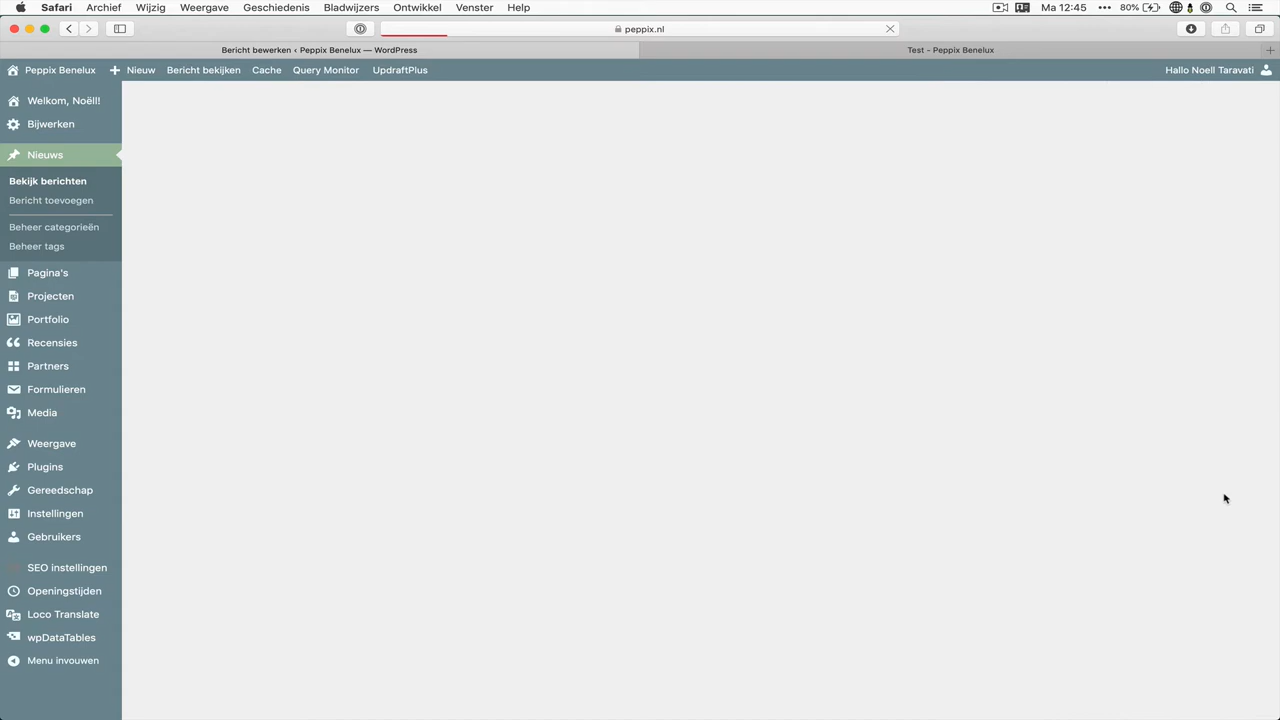 Safari Archief Wijzig Weergave Geschiedenis Bladwijzers Ontwikkel Venster Help Ma 12:45 80%
peppix.nl
Bericht bewerken ‹ Peppix Benelux — WordPress
Test - Peppix Benelux
Peppix Benelux Nieuw Bericht bekijken Cache Query Monitor UpdraftPlus Hallo Noell Taravati
Welkom, Noëll!
Bijwerken
Nieuws
Bekijk berichten
Bericht toevoegen
Beheer categorieën
Beheer tags
Pagina's
Projecten
Portfolio
Recensies
Partners
Formulieren
Media
Weergave
Plugins
Gereedschap
Instellingen
Gebruikers
SEO instellingen
Openingstijden
Loco Translate
wpDataTables
Menu invouwen